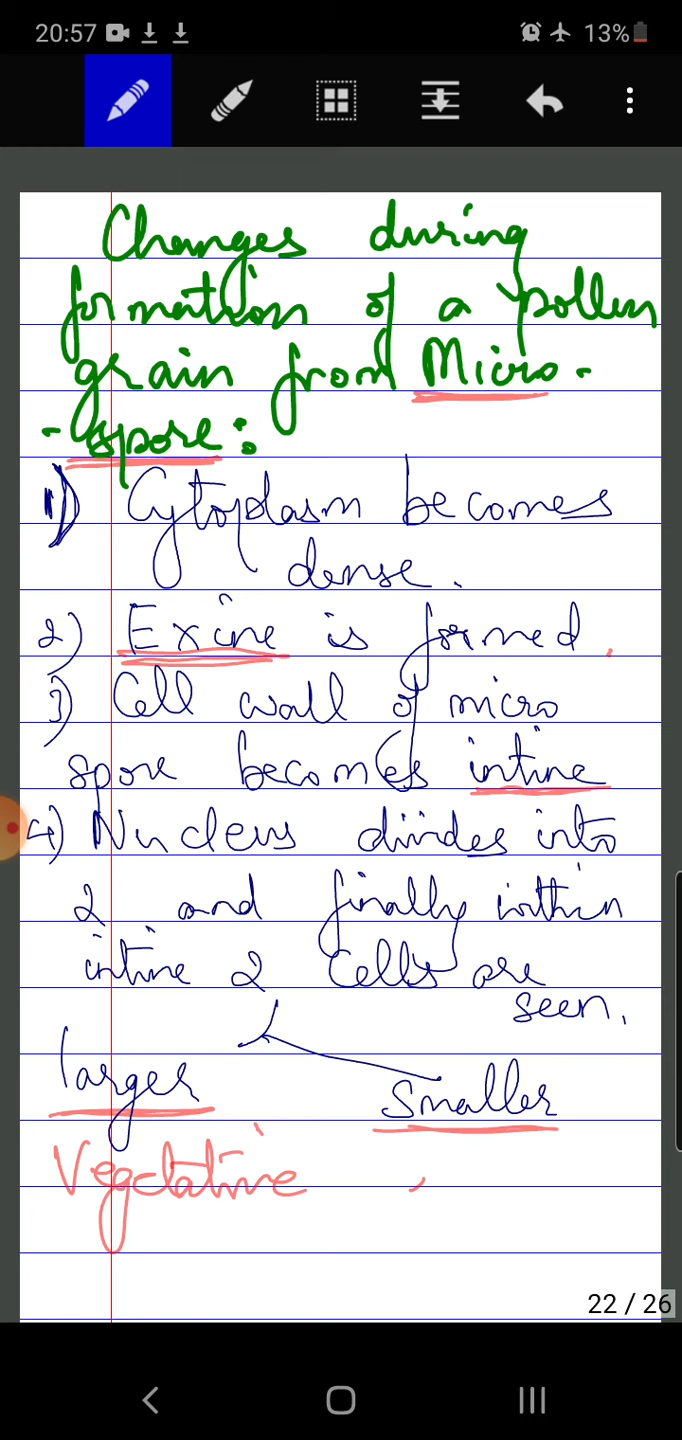 20:57 13%
Changes during
formation of a pollen
grain from Micro-
-spore:
1) Cytoplasm becomes
dense.
2) Exine is formed.
3) Cell wall of micro
spore becomes intine
4) Nucleus divides into
2 and finally within
intine 2 cells are
seen.
larger smaller
Vegetative
22 / 26